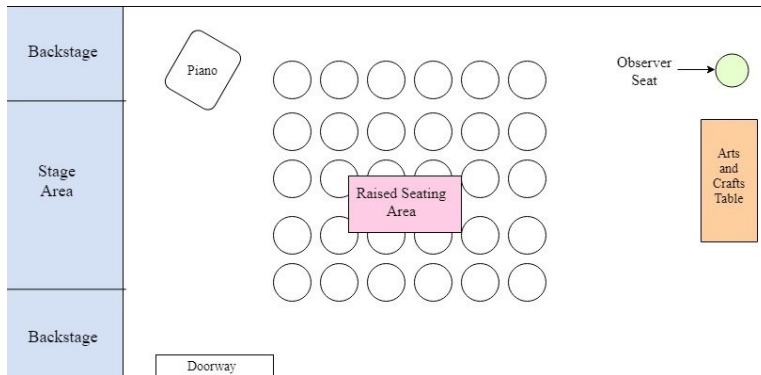 Backstage
Piano
Observer
Seat
Stage
Area
Arts
and
Crafts
Table
Raised Seating
Area
Backstage
Doorway